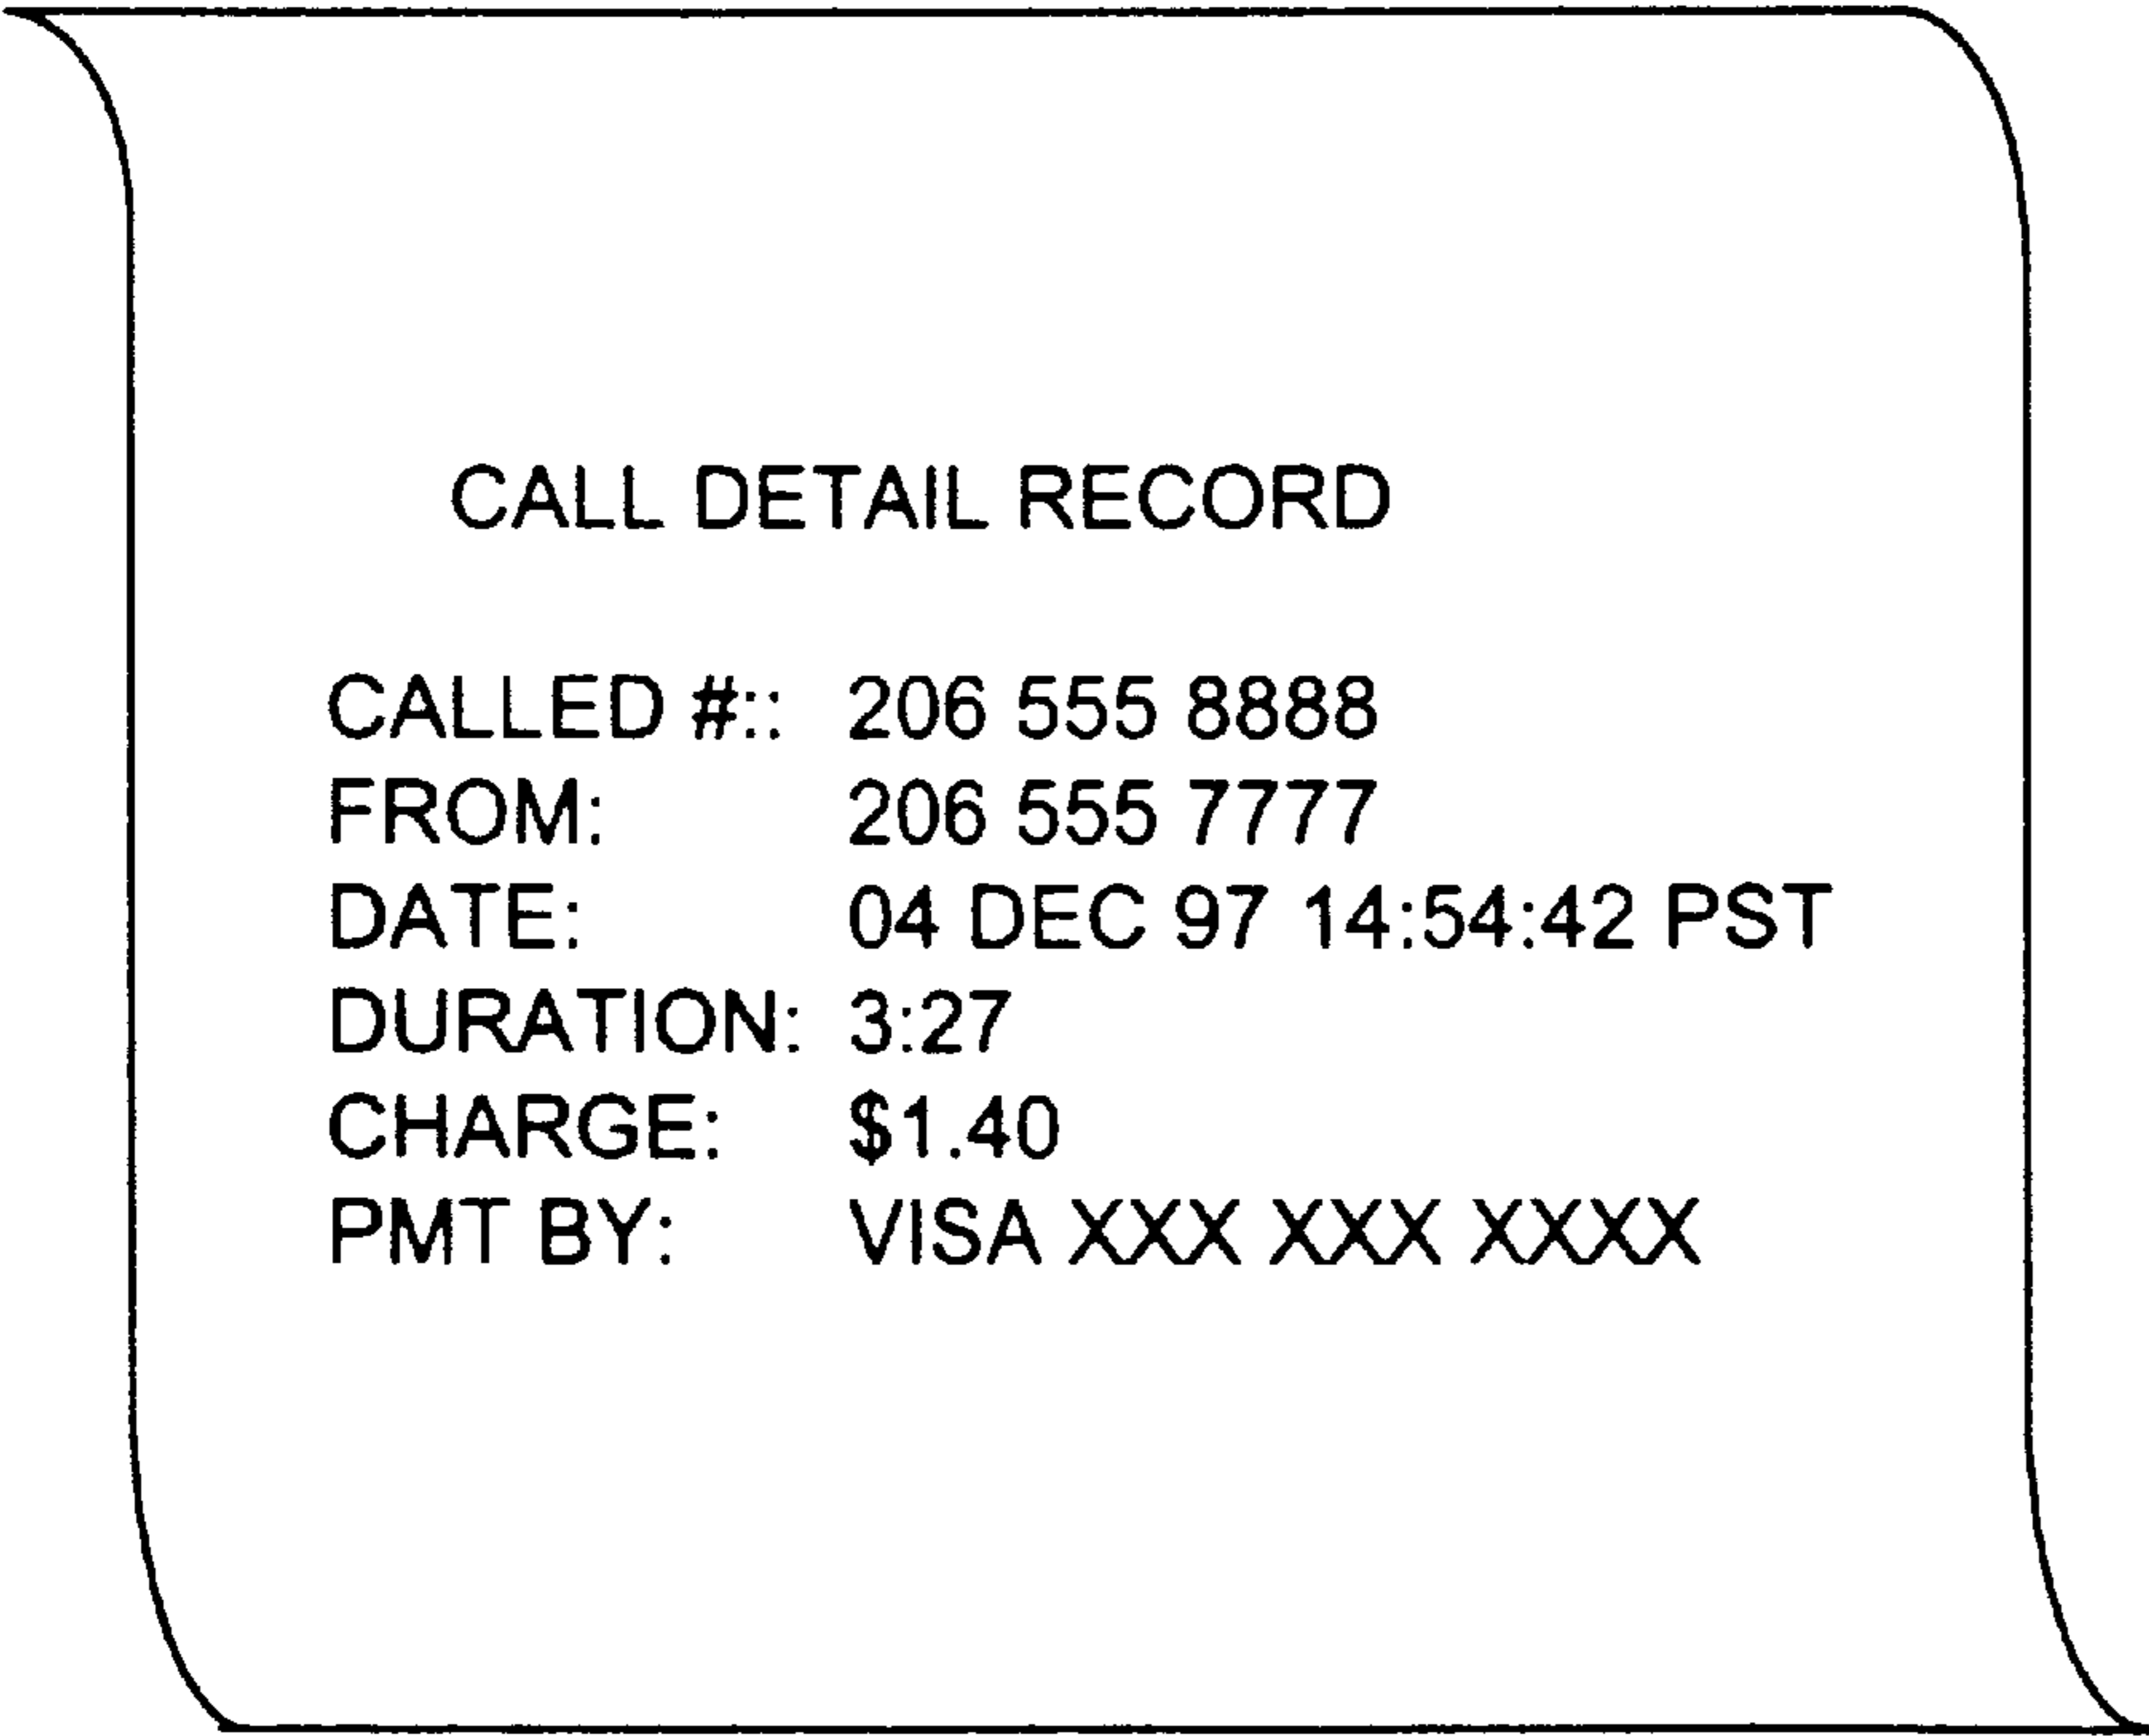 CALL DETAIL RECORD
CALLED #:: 206 555 8888
FROM: 206 555 7777
DATE: 04 DEC 97 14:54:42 PST
DURATION: 3:27
CHARGE: $1.40
PMT BY: VISA XXX XXX XXXX